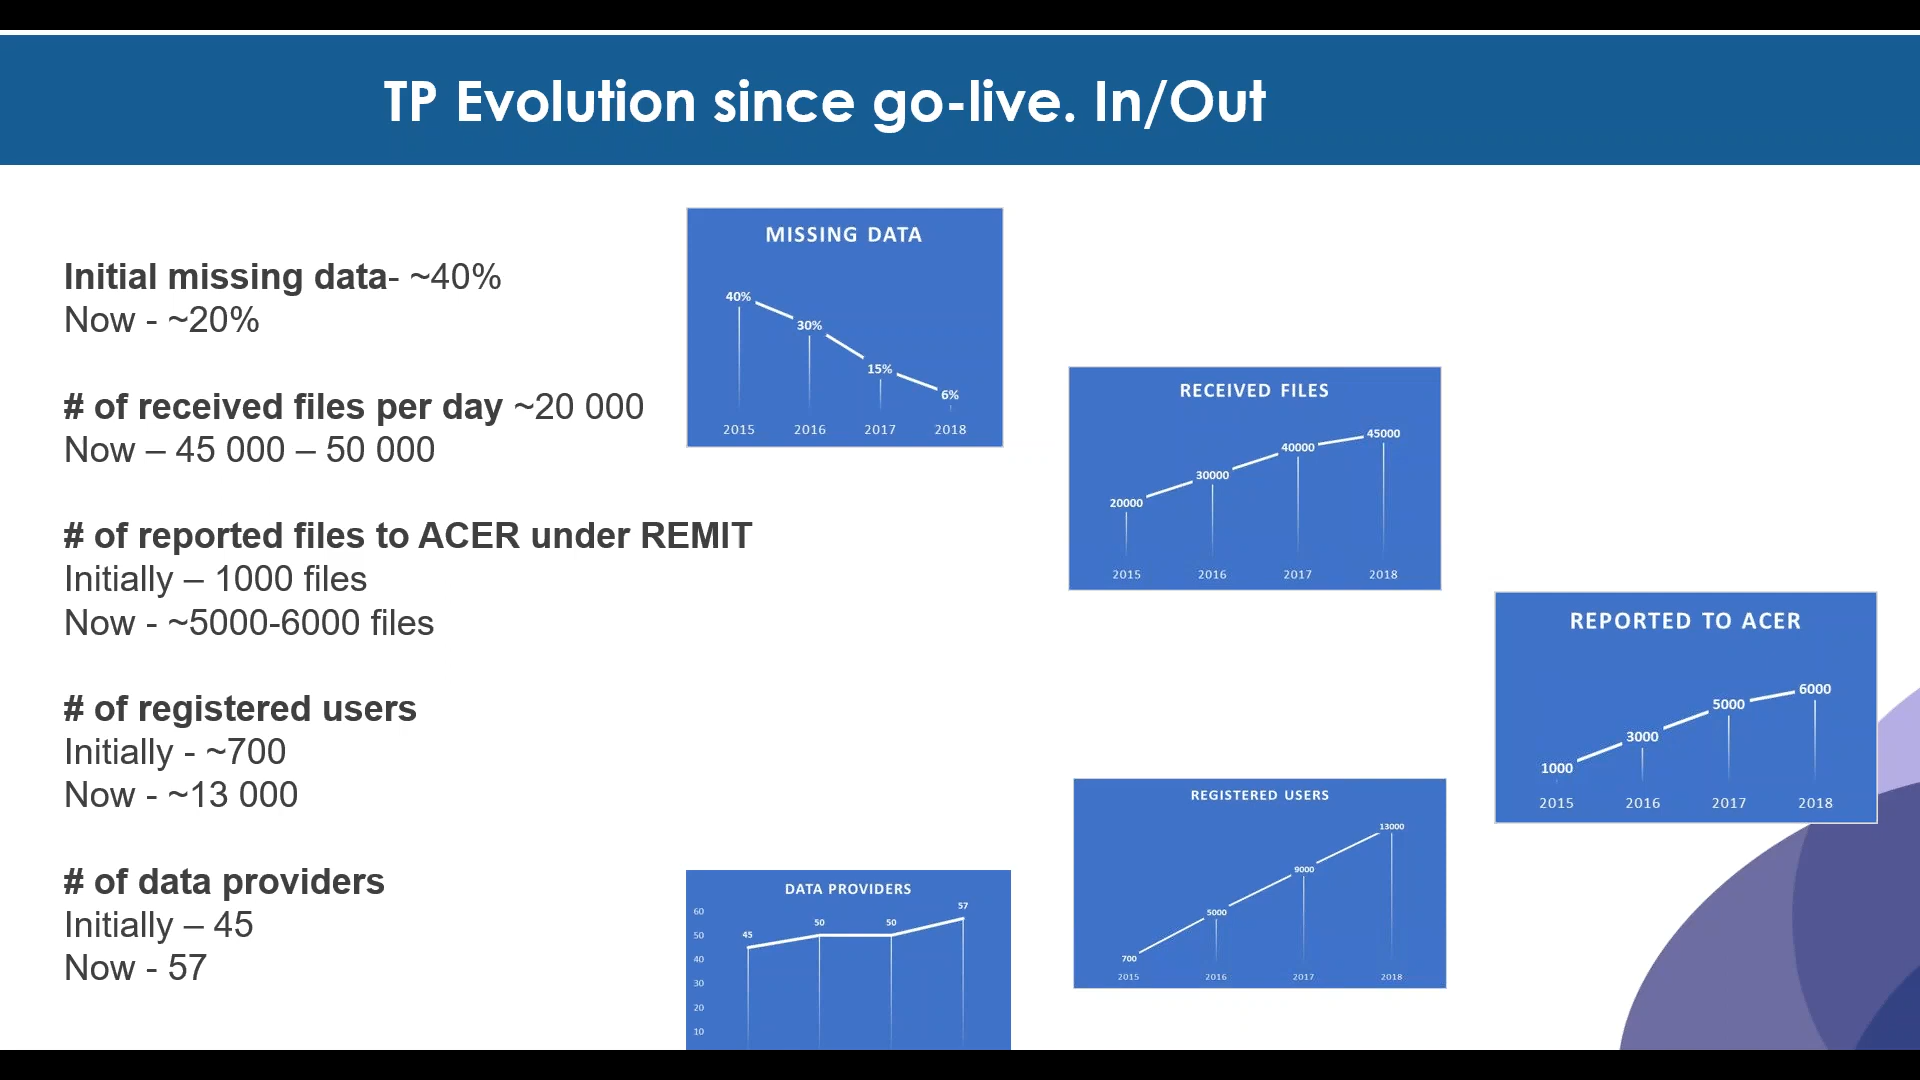 TP Evolution since go-live. In/Out
Initial missing data- ~40%
Now - ~20%
# of received files per day ~20 000
Now – 45 000 – 50 000
# of reported files to ACER under REMIT
Initially – 1000 files
Now - ~5000-6000 files
# of registered users
Initially - ~700
Now - ~13 000
# of data providers
Initially – 45
Now - 57
MISSING DATA
40%
30%
15%
6%
2015 2016 2017 2018
RECEIVED FILES
20000
30000
40000
45000
2015 2016 2017 2018
REPORTED TO ACER
1000
3000
5000
6000
2015 2016 2017 2018
REGISTERED USERS
700
5000
9000
13000
2015 2016 2017 2018
DATA PROVIDERS
60
50
40
30
20
10
45
50
50
57